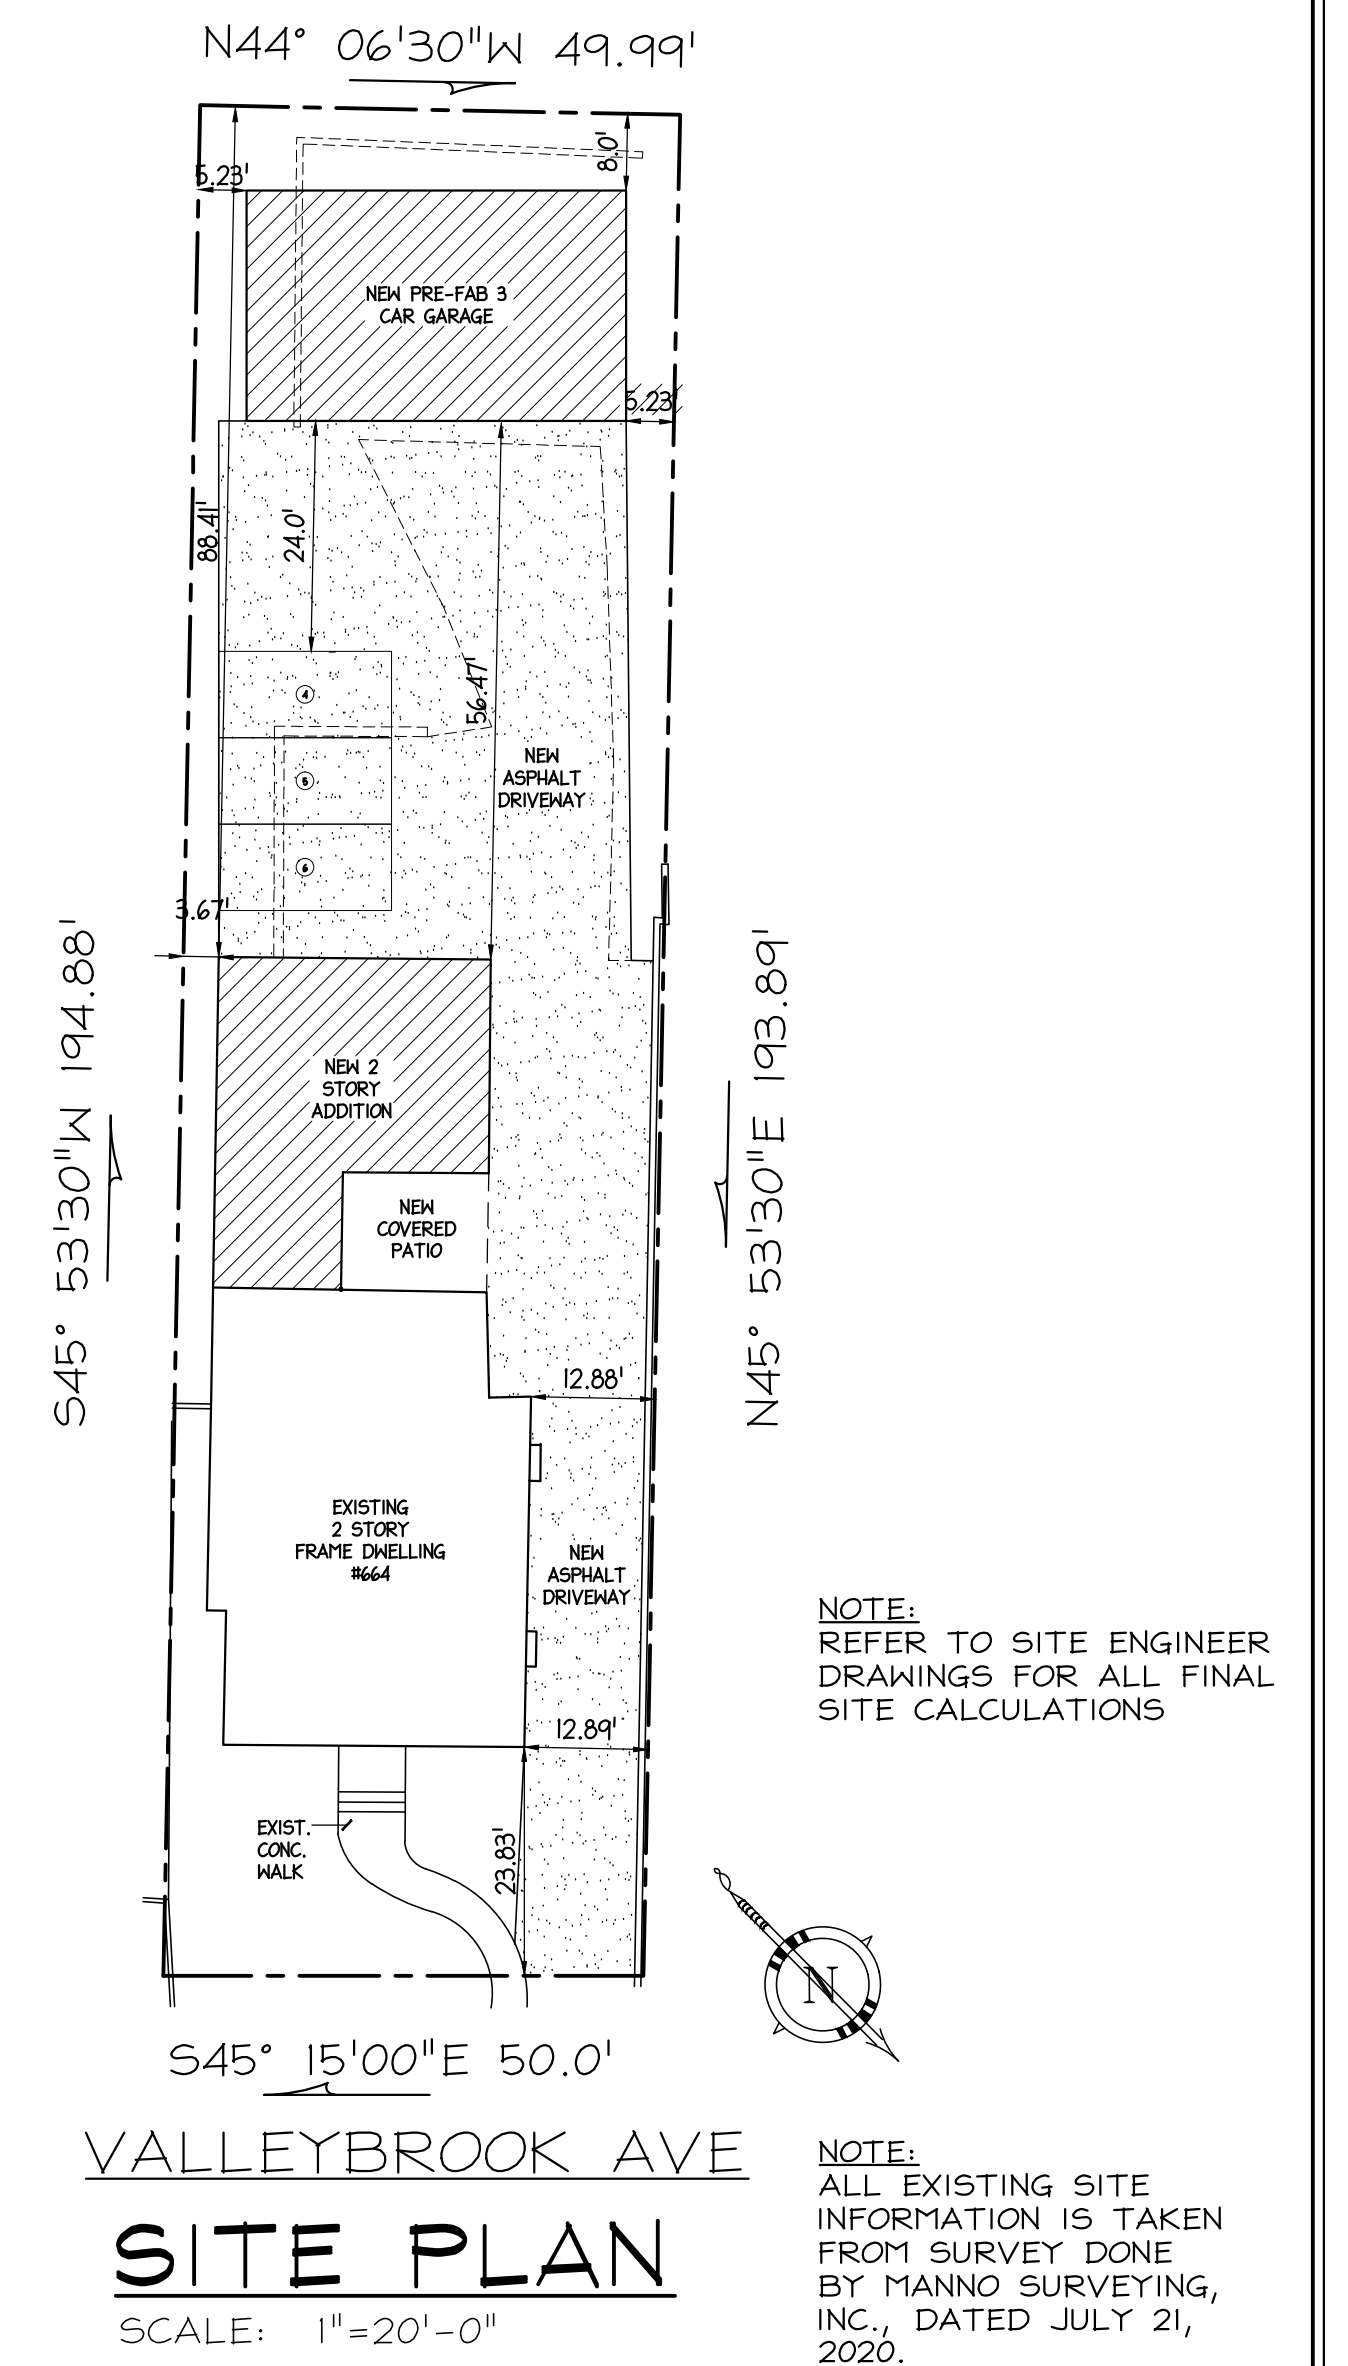 N44° 06'30"W 49.99'
8.0'
5.23'
NEW PRE-FAB 3
CAR GARAGE
5.23'
88.41'
24.0'
56.47'
4
NEW
ASPHALT
DRIVEWAY
5
6
3.67'
S45° 53'30"W 194.88'
N45° 53'30"E 193.89'
NEW 2
STORY
ADDITION
NEW
COVERED
PATIO
12.88'
EXISTING
2 STORY
FRAME DWELLING
#664
NEW
ASPHALT
DRIVEWAY
NOTE:
REFER TO SITE ENGINEER
DRAWINGS FOR ALL FINAL
SITE CALCULATIONS
12.89'
EXIST.
CONC.
WALK
23.83'
N
S45° 15'00"E 50.0'
VALLEYBROOK AVE
SITE PLAN
SCALE: 1"=20'-0"
NOTE:
ALL EXISTING SITE
INFORMATION IS TAKEN
FROM SURVEY DONE
BY MANNO SURVEYING,
INC., DATED JULY 21,
2020.